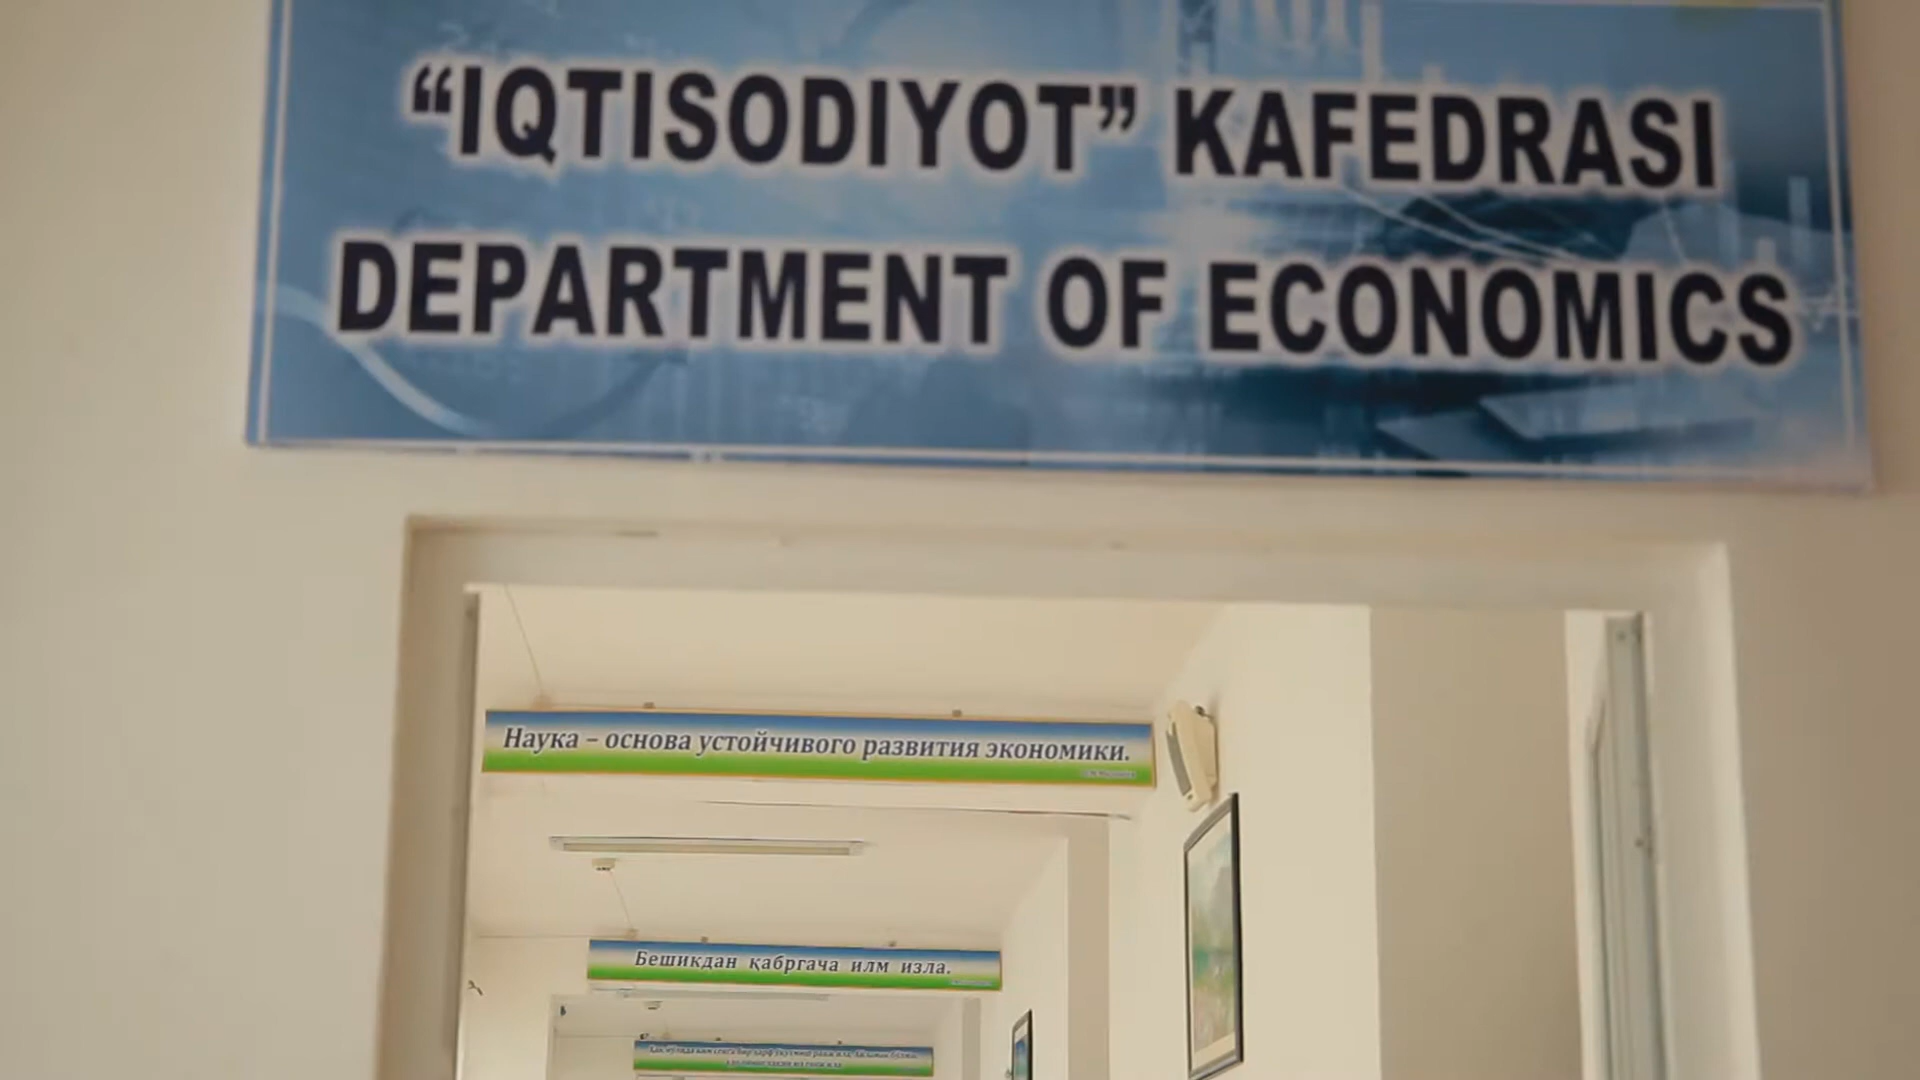 “IQTISODIYOT” KAFEDRASI
DEPARTMENT OF ECONOMICS
Наука – основа устойчивого развития экономики.
Бешикдан қабргача илм изла.